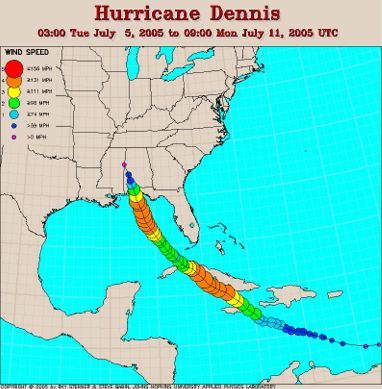 Hurricane Dennis
03:00 Tue July 5, 2005 to 09:00 Mon July 11, 2005 UTC
WIND SPEED
5 ≥156 MPH
4 ≥131 MPH
3 ≥111 MPH
2 ≥96 MPH
1 ≥74 MPH
>39 MPH
>0 MPH
COPYRIGHT © 2005 by RAY STERNER & STEVE BABIN, JOHNS HOPKINS UNIVERSITY APPLIED PHYSICS LABORATORY